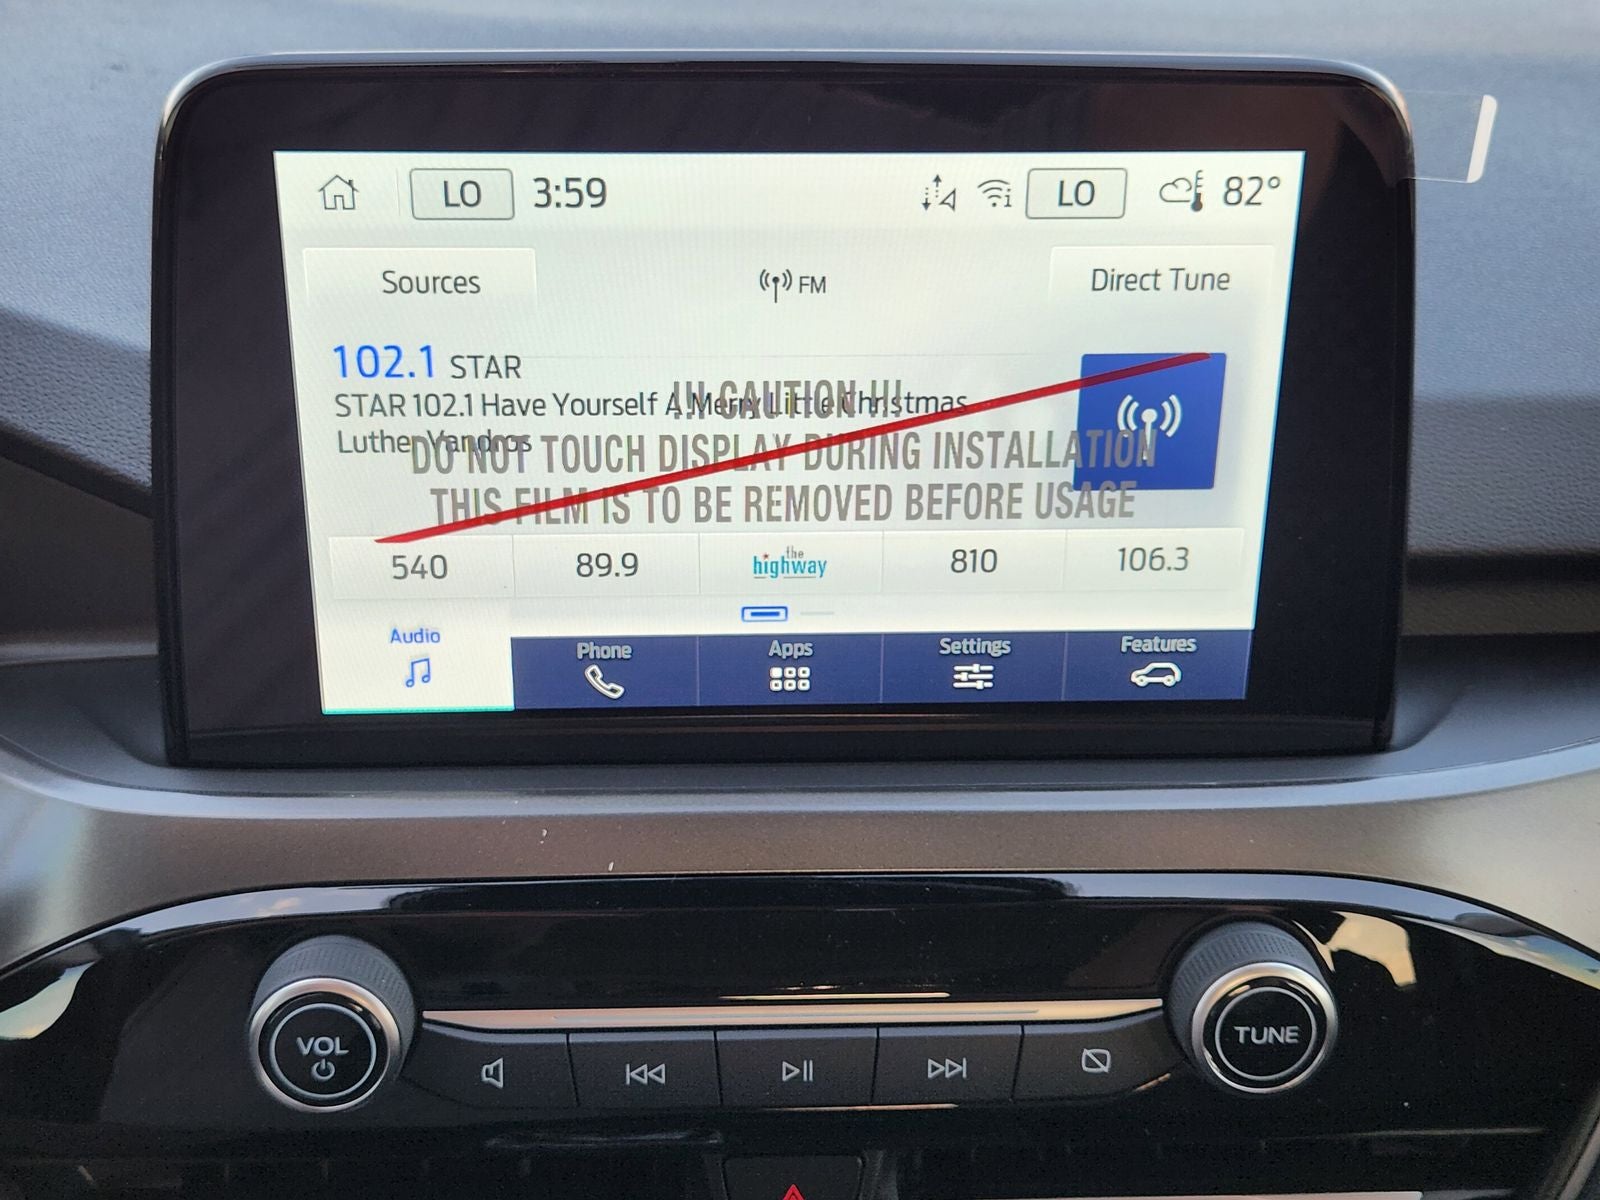 LO 3:59 LO 82°
Sources FM Direct Tune
102.1 STAR
STAR 102.1 Have Yourself A Merry Little Christmas
Luther Vandros
!!! CAUTION !!!
DO NOT TOUCH DISPLAY DURING INSTALLATION
THIS FILM IS TO BE REMOVED BEFORE USAGE
540 89.9 the highway 810 106.3
Audio Phone Apps Settings Features
VOL TUNE